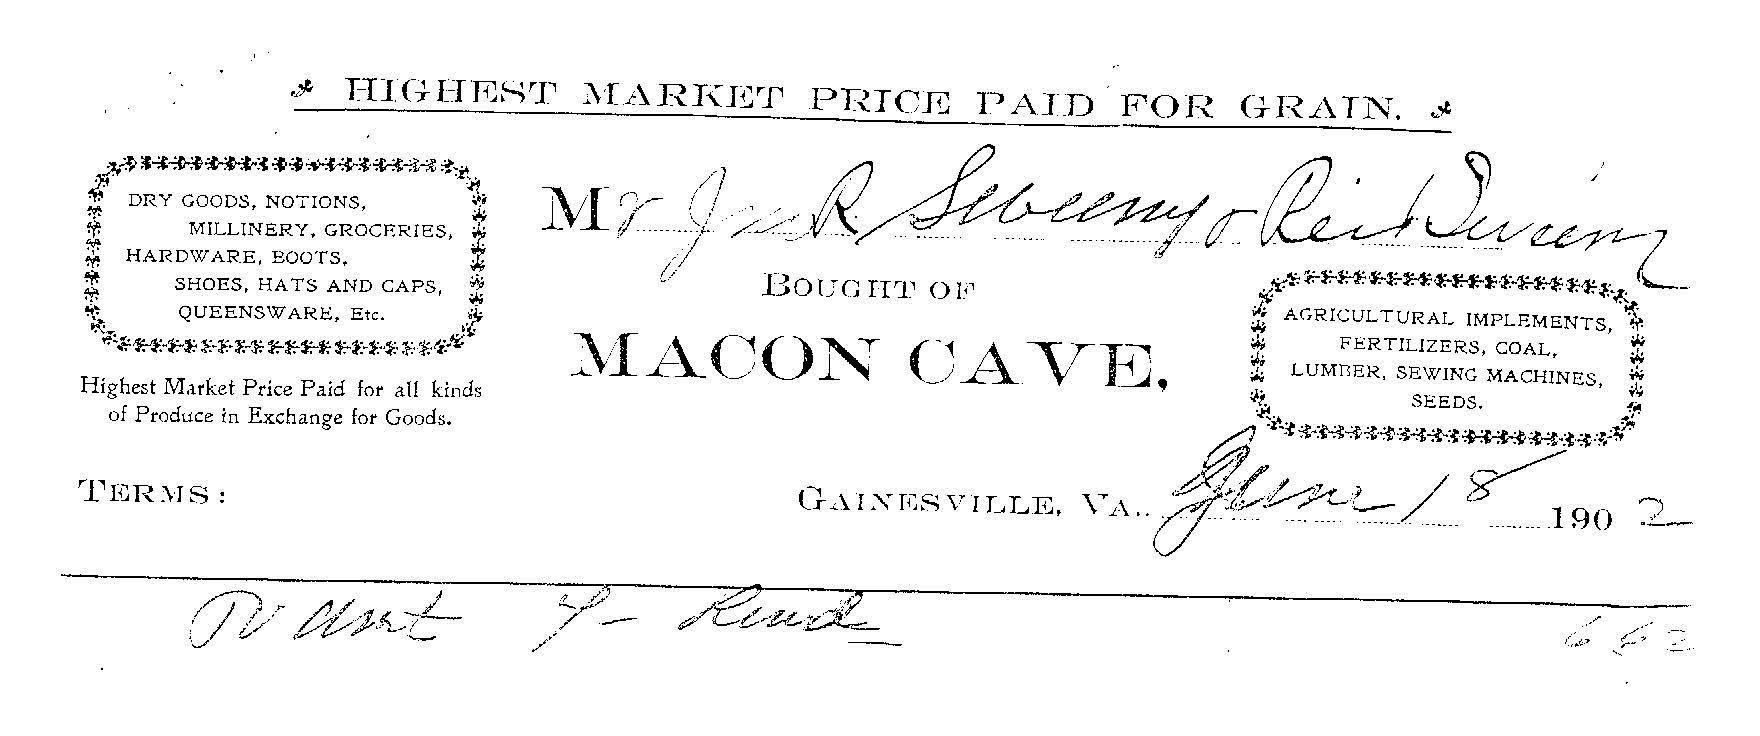 HIGHEST MARKET PRICE PAID FOR GRAIN.
DRY GOODS, NOTIONS,
MILLINERY, GROCERIES,
HARDWARE, BOOTS,
SHOES, HATS AND CAPS,
QUEENSWARE, Etc.
Highest Market Price Paid for all kinds
of Produce in Exchange for Goods.
Mr R
BOUGHT OF
MACON CAVE,
AGRICULTURAL IMPLEMENTS,
FERTILIZERS, COAL,
LUMBER, SEWING MACHINES,
SEEDS.
TERMS:
GAINESVILLE, VA., June 18 1902
To amt